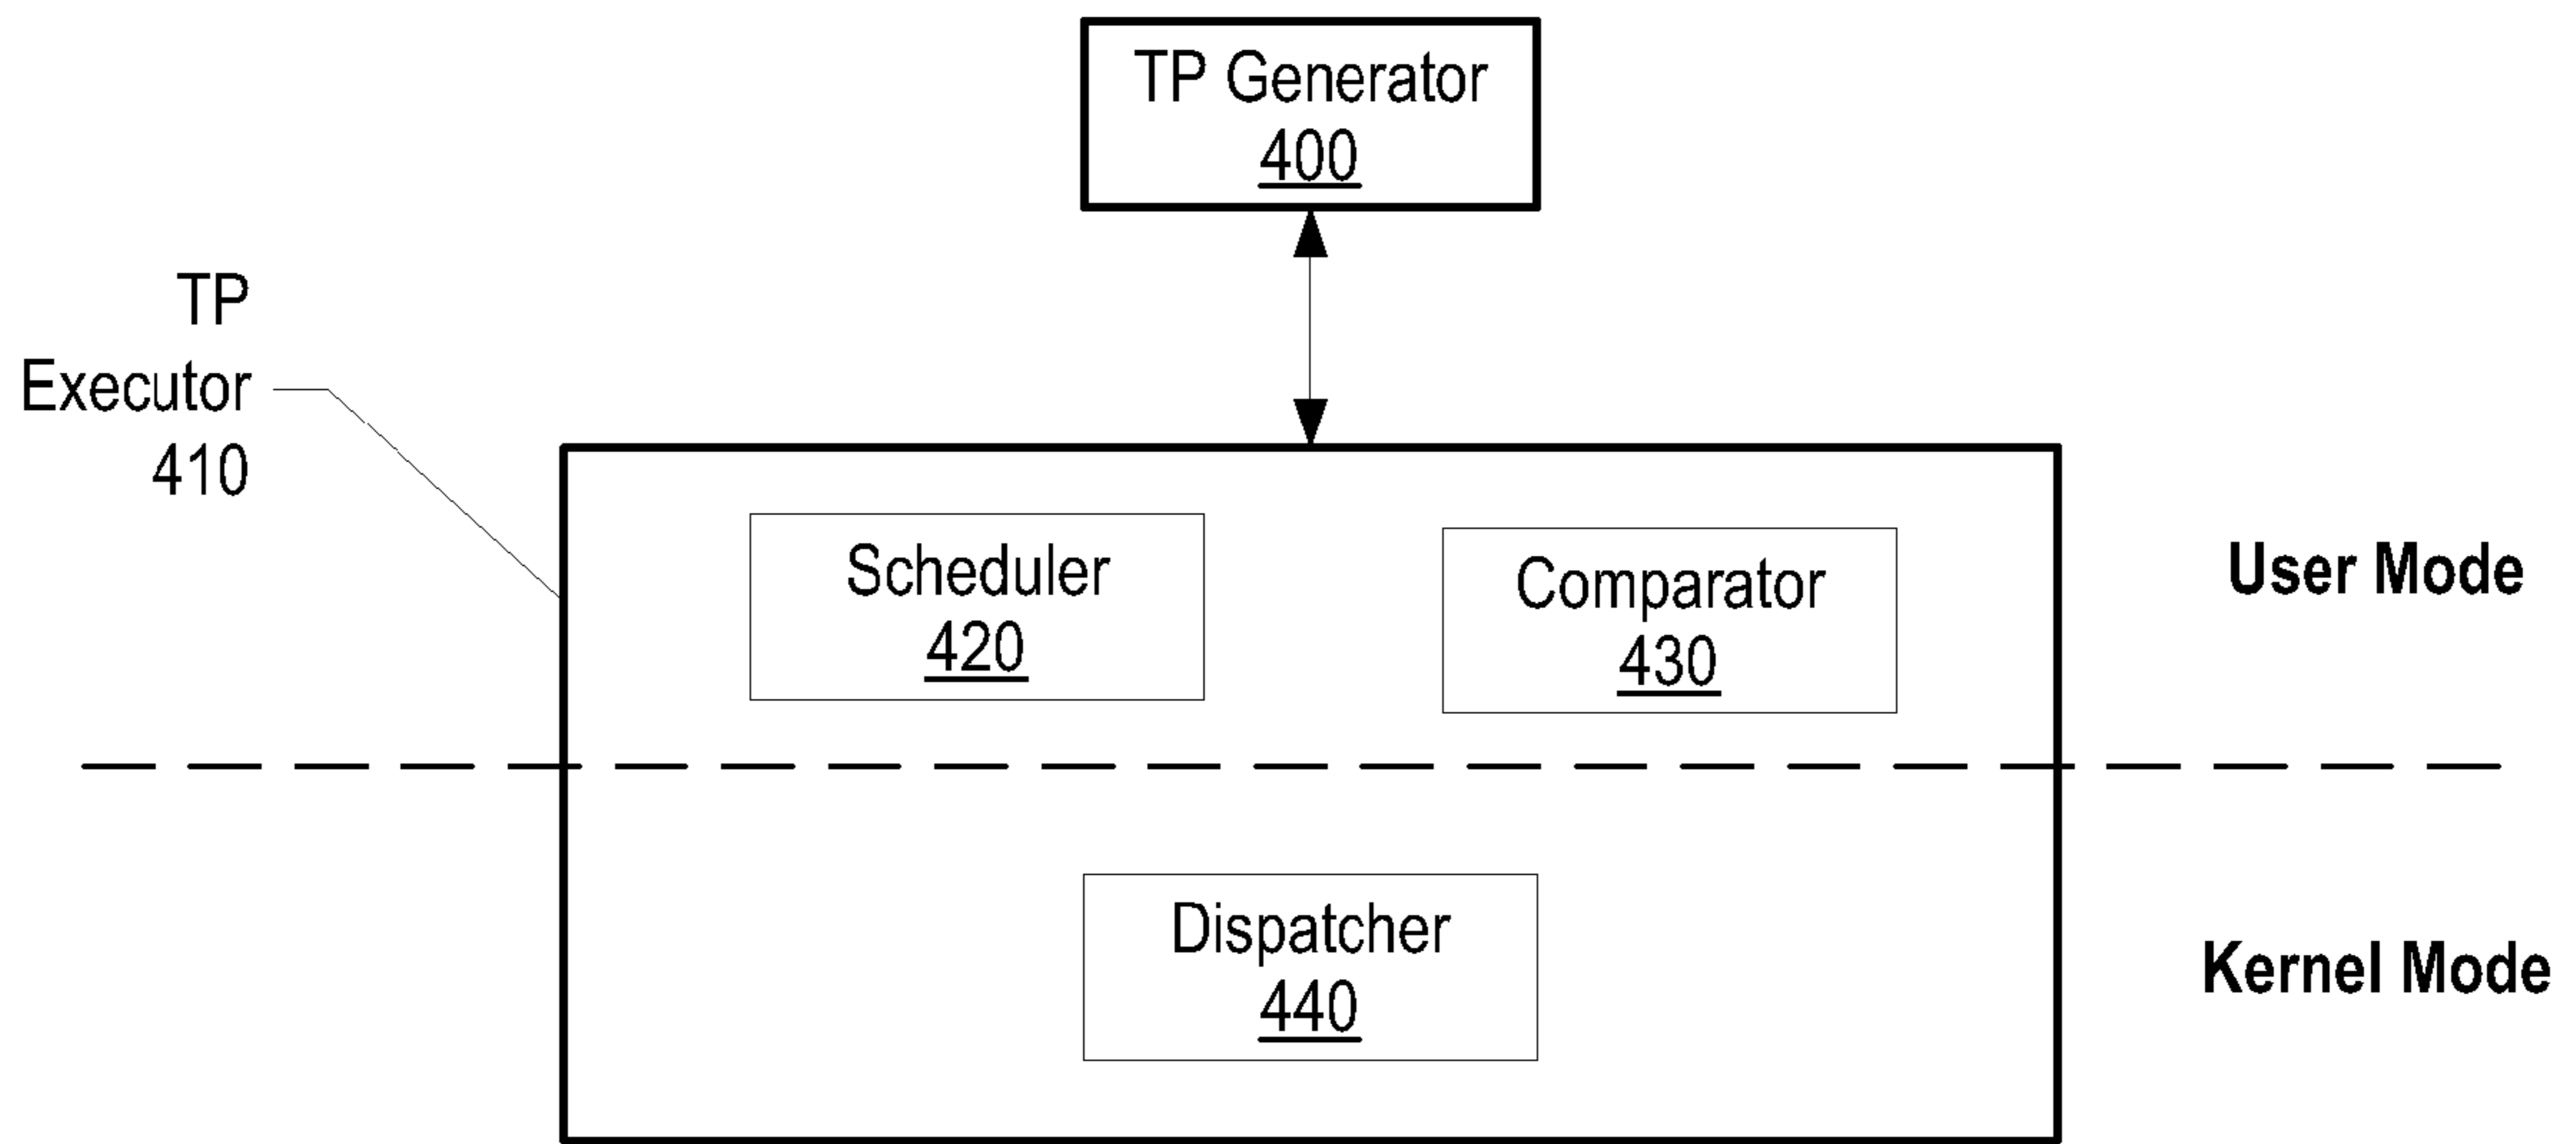 TP Generator
400
TP
Executor
410
Scheduler
420
Comparator
430
User Mode
Dispatcher
440
Kernel Mode